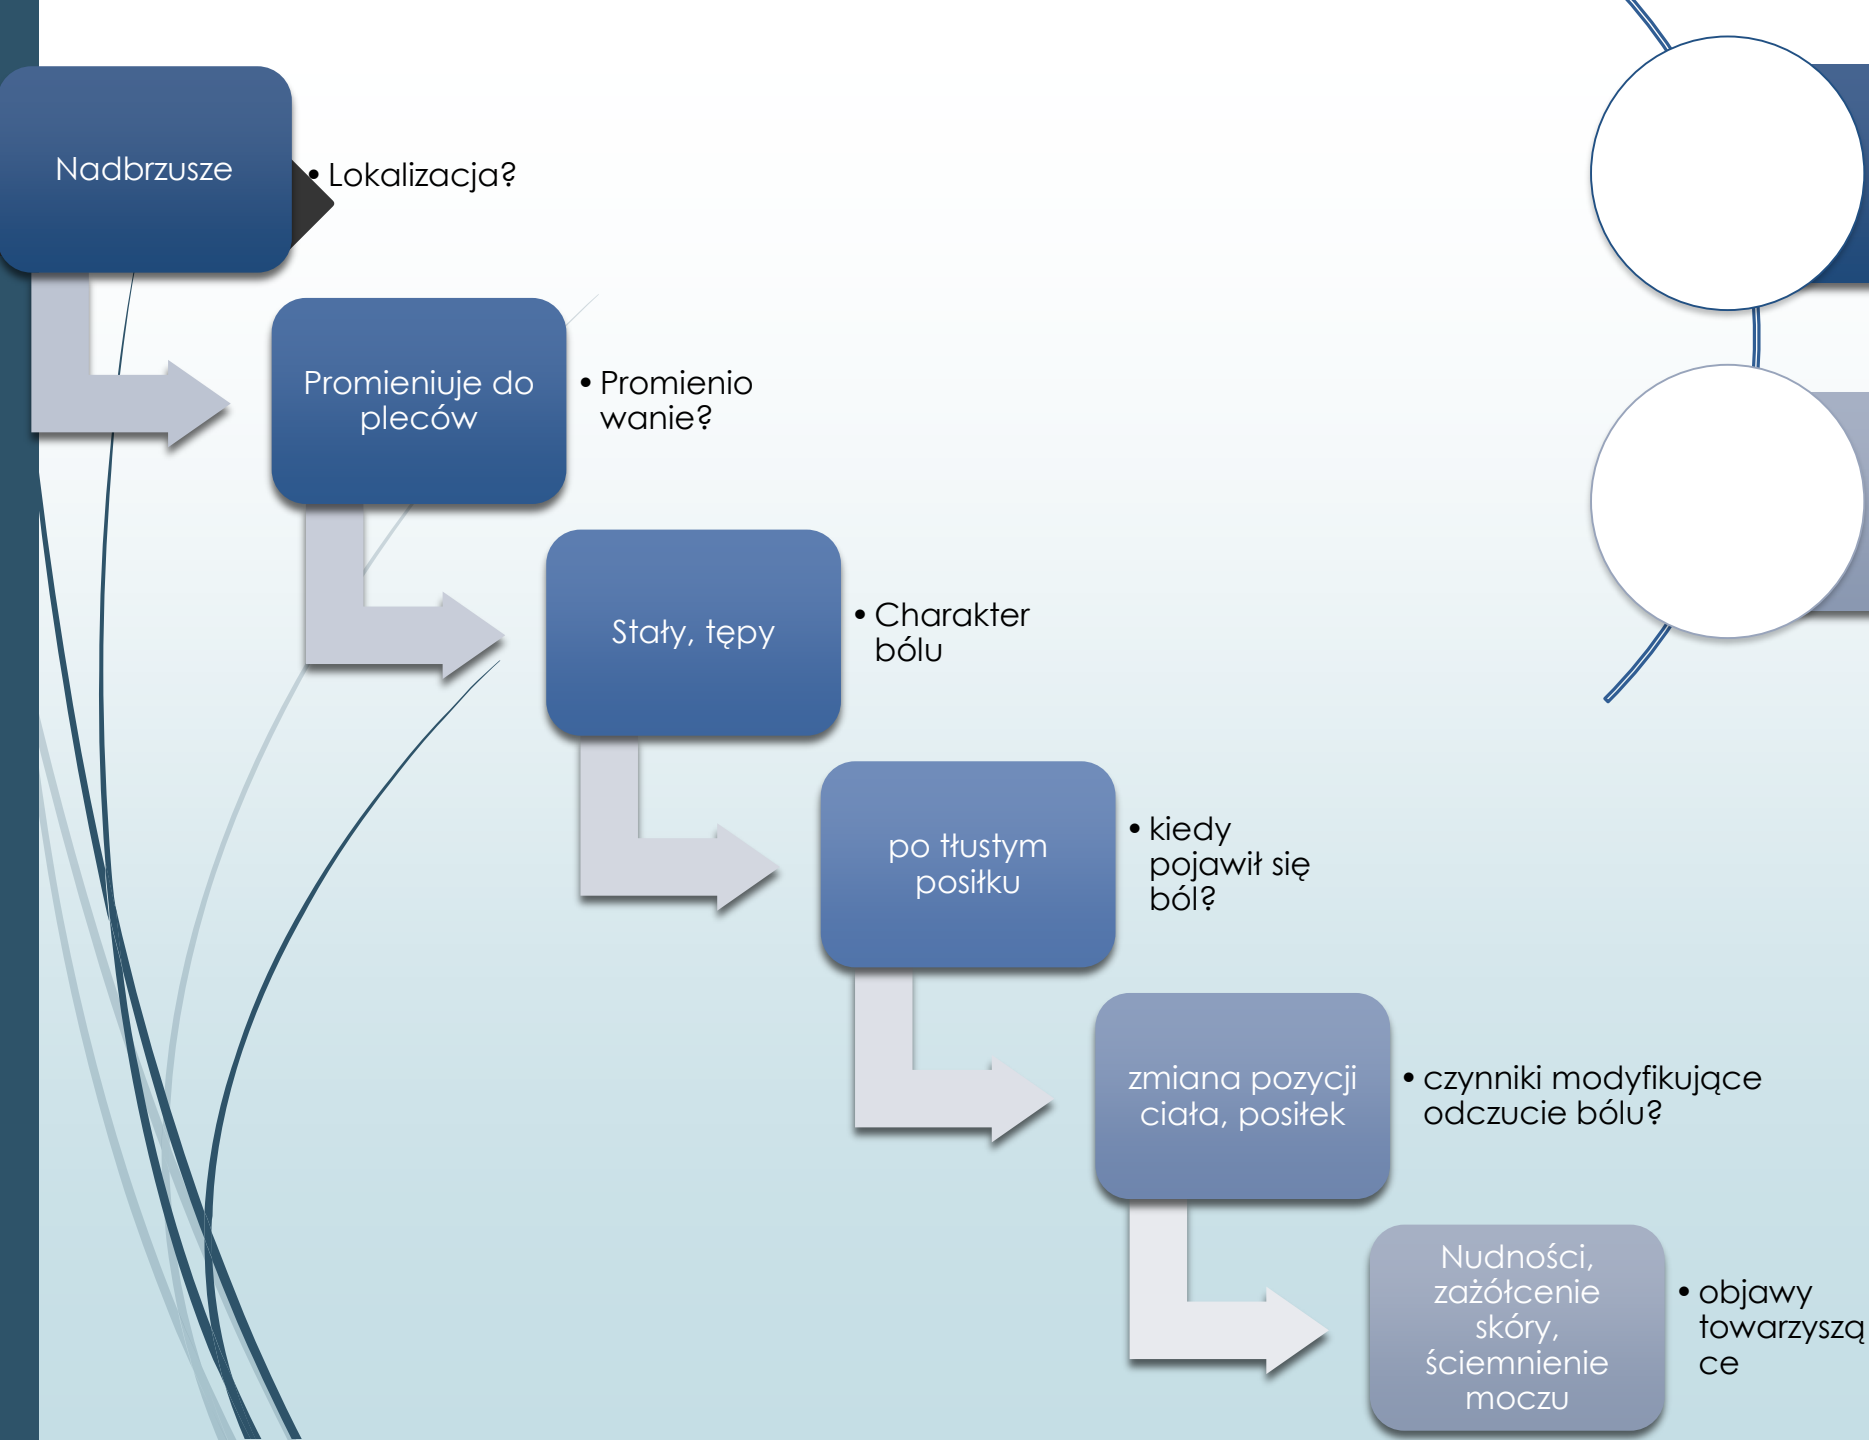 Nadbrzusze
• Lokalizacja?
Promieniuje do
pleców
• Promienio
wanie?
Stały, tępy
• Charakter
bólu
po tłustym
posiłku
• kiedy
pojawił się
ból?
zmiana pozycji
ciała, posiłek
• czynniki modyfikujące
odczucie bólu?
Nudności,
zażółcenie
skóry,
ściemnienie
moczu
• objawy
towarzyszą
ce